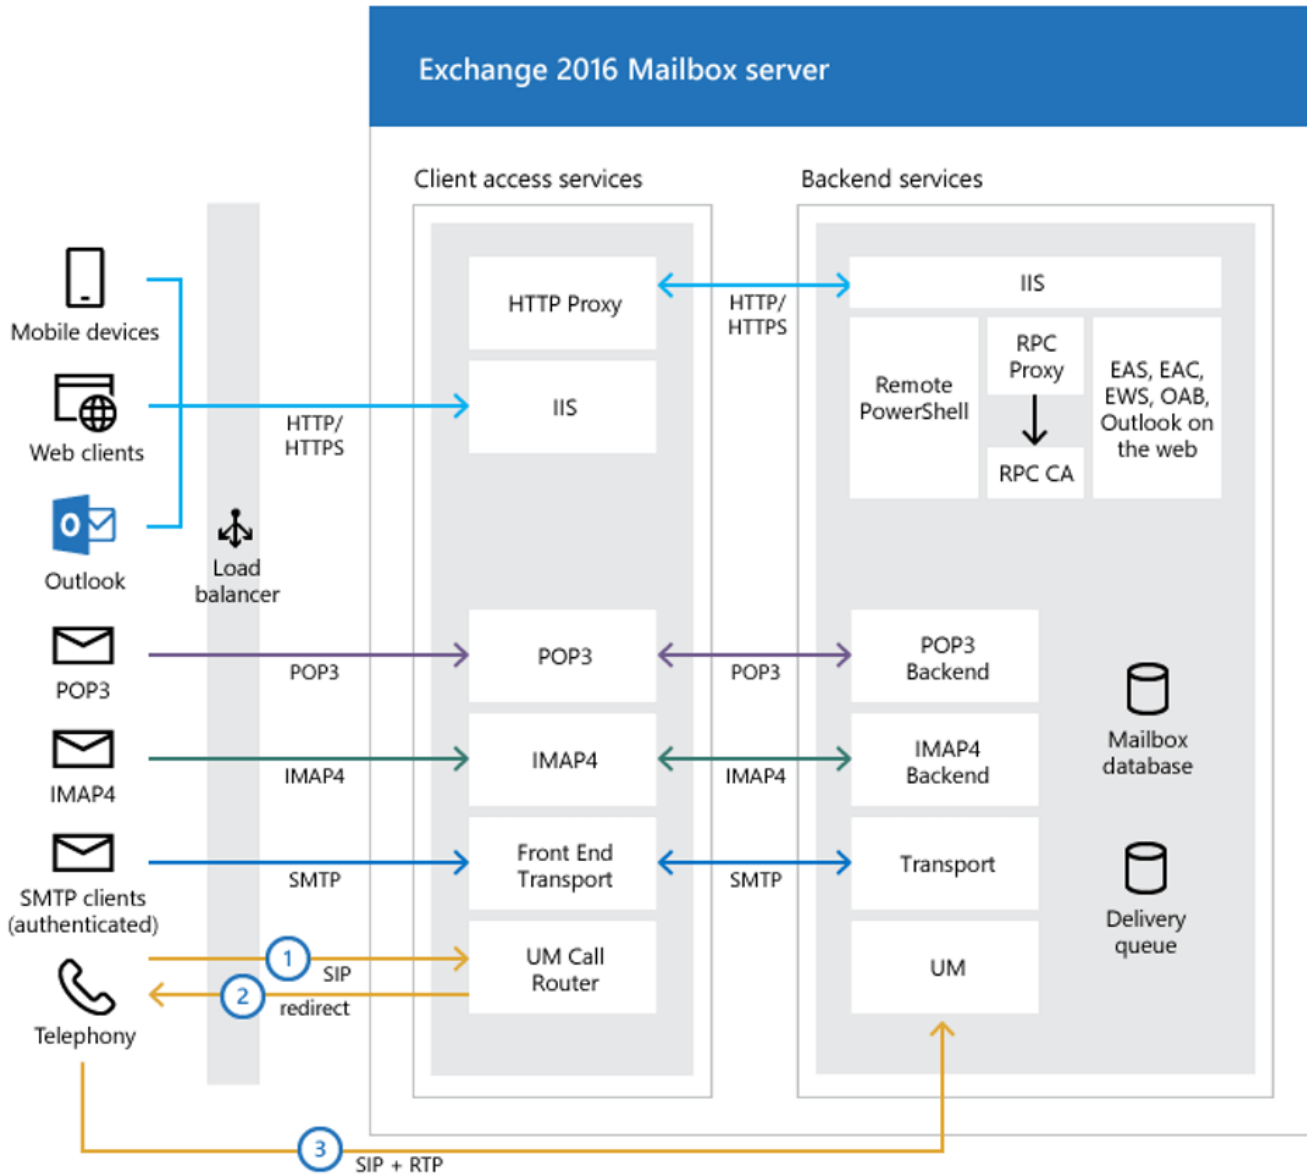 Exchange 2016 Mailbox server
Client access services
Backend services
Mobile devices
Web clients
Outlook
POP3
IMAP4
SMTP clients
(authenticated)
Telephony
Load
balancer
HTTP/
HTTPS
POP3
IMAP4
SMTP
1
SIP
2
redirect
3
SIP + RTP
HTTP Proxy
IIS
POP3
IMAP4
Front End
Transport
UM Call
Router
HTTP/
HTTPS
POP3
IMAP4
SMTP
IIS
Remote
PowerShell
RPC
Proxy
RPC CA
EAS, EAC,
EWS, OAB,
Outlook on
the web
POP3
Backend
IMAP4
Backend
Transport
UM
Mailbox
database
Delivery
queue